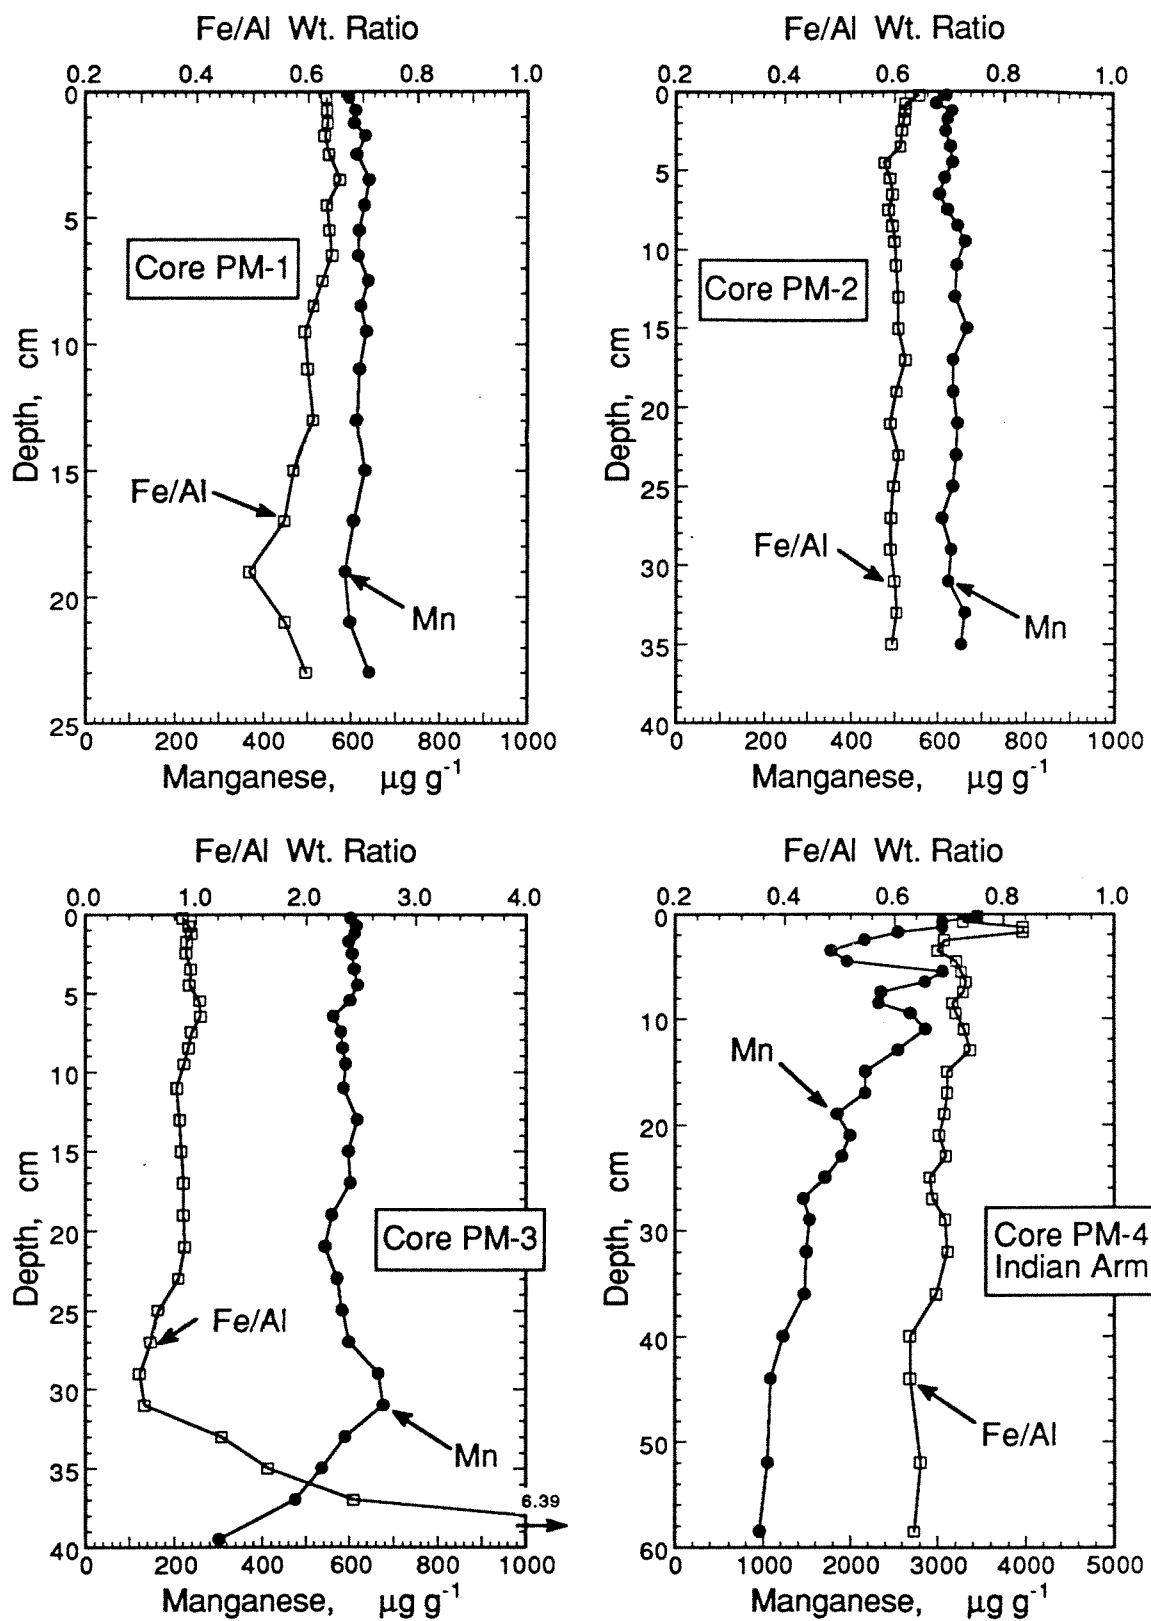 Fe/Al Wt. Ratio
0.2 0.4 0.6 0.8 1.0
0
5
10
15
20
25
Depth, cm
Core PM-1
Fe/Al
Mn
0 200 400 600 800 1000
Manganese, μg g-1
Fe/Al Wt. Ratio
0.2 0.4 0.6 0.8 1.0
0
5
10
15
20
25
30
35
40
Depth, cm
Core PM-2
Fe/Al
Mn
0 200 400 600 800 1000
Manganese, μg g-1
Fe/Al Wt. Ratio
0.0 1.0 2.0 3.0 4.0
0
5
10
15
20
25
30
35
40
Depth, cm
Core PM-3
Fe/Al
Mn
6.39
0 200 400 600 800 1000
Manganese, μg g-1
Fe/Al Wt. Ratio
0.2 0.4 0.6 0.8 1.0
0
10
20
30
40
50
60
Depth, cm
Mn
Core PM-4
Indian Arm
Fe/Al
0 1000 2000 3000 4000 5000
Manganese, μg g-1